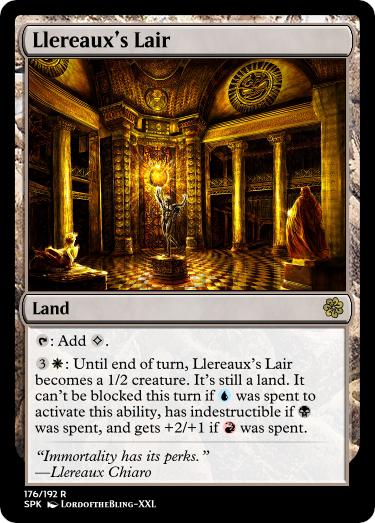 Llereaux's Lair
Land
: Add .
3 : Until end of turn, Llereaux's Lair
becomes a 1/2 creature. It's still a land. It
can't be blocked this turn if was spent to
activate this ability, has indestructible if
was spent, and gets +2/+1 if was spent.
"Immortality has its perks."
—Llereaux Chiaro
176/192 R
SPK LordoftheBling-XXL